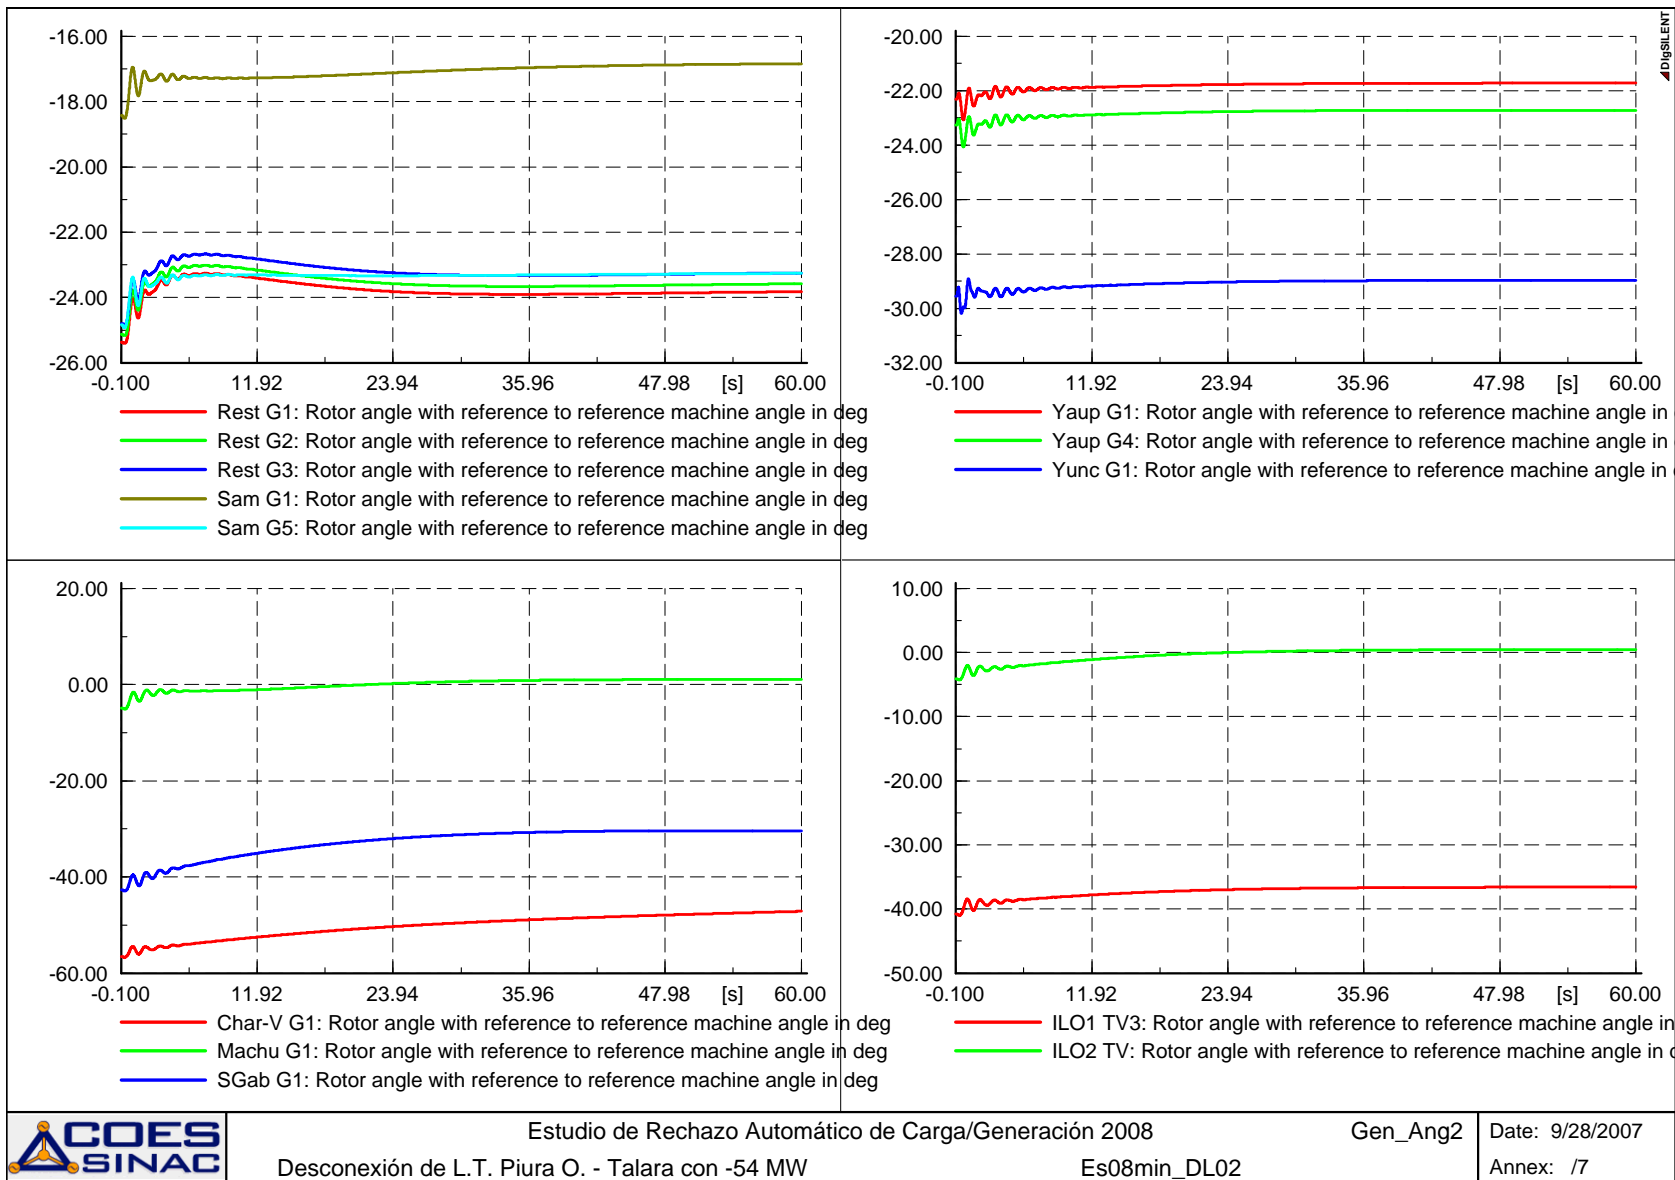 DIgSILENT
-16.00
-18.00
-20.00
-22.00
-24.00
-26.00
-0.100 11.92 23.94 35.96 47.98 [s] 60.00
Rest G1: Rotor angle with reference to reference machine angle in deg
Rest G2: Rotor angle with reference to reference machine angle in deg
Rest G3: Rotor angle with reference to reference machine angle in deg
Sam G1: Rotor angle with reference to reference machine angle in deg
Sam G5: Rotor angle with reference to reference machine angle in deg
-20.00
-22.00
-24.00
-26.00
-28.00
-30.00
-32.00
-0.100 11.92 23.94 35.96 47.98 [s] 60.00
Yaup G1: Rotor angle with reference to reference machine angle in
Yaup G4: Rotor angle with reference to reference machine angle in
Yunc G1: Rotor angle with reference to reference machine angle in
20.00
0.00
-20.00
-40.00
-60.00
-0.100 11.92 23.94 35.96 47.98 [s] 60.00
Char-V G1: Rotor angle with reference to reference machine angle in deg
Machu G1: Rotor angle with reference to reference machine angle in deg
SGab G1: Rotor angle with reference to reference machine angle in deg
10.00
0.00
-10.00
-20.00
-30.00
-40.00
-50.00
-0.100 11.92 23.94 35.96 47.98 [s] 60.00
ILO1 TV3: Rotor angle with reference to reference machine angle in
ILO2 TV: Rotor angle with reference to reference machine angle in
COES
SINAC
Estudio de Rechazo Automático de Carga/Generación 2008 Gen_Ang2
Desconexión de L.T. Piura O. - Talara con -54 MW Es08min_DL02
Date: 9/28/2007
Annex: /7